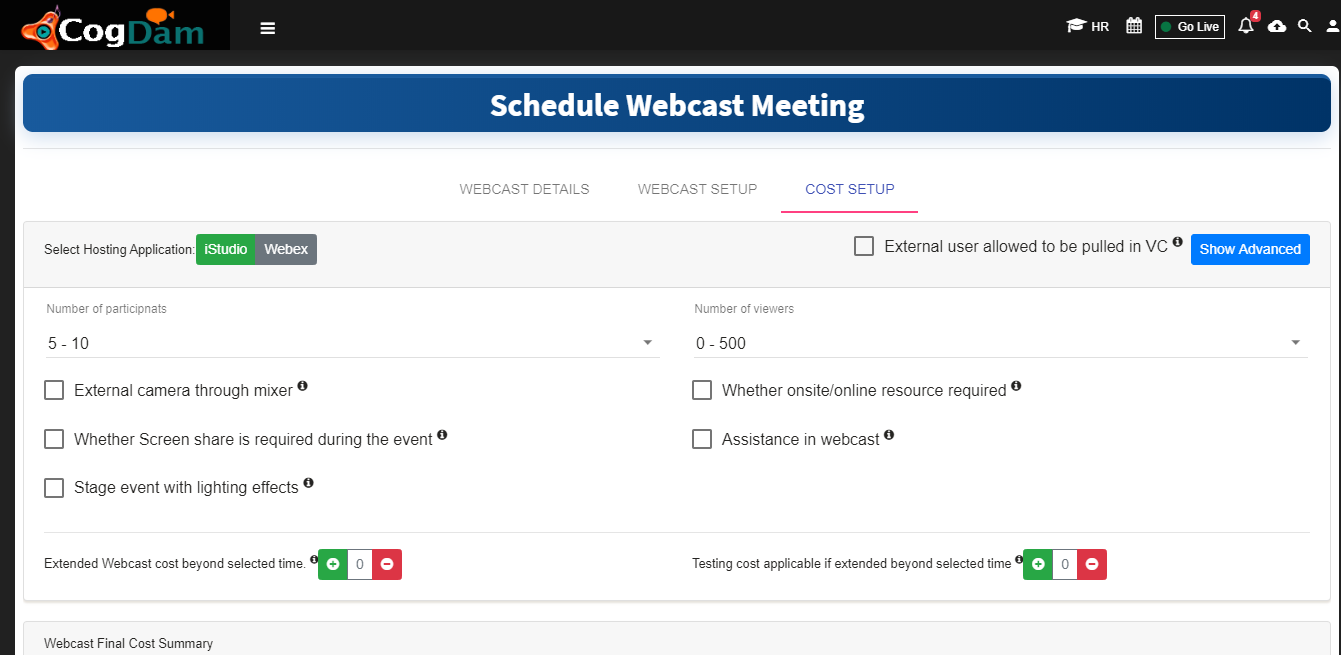 CogDam
HR
Go Live
4
Schedule Webcast Meeting
WEBCAST DETAILS WEBCAST SETUP COST SETUP
Select Hosting Application: iStudio Webex
External user allowed to be pulled in VC
Show Advanced
Number of participnats
Number of viewers
5 - 10
0 - 500
External camera through mixer
Whether onsite/online resource required
Whether Screen share is required during the event
Assistance in webcast
Stage event with lighting effects
Extended Webcast cost beyond selected time. 0
Testing cost applicable if extended beyond selected time 0
Webcast Final Cost Summary